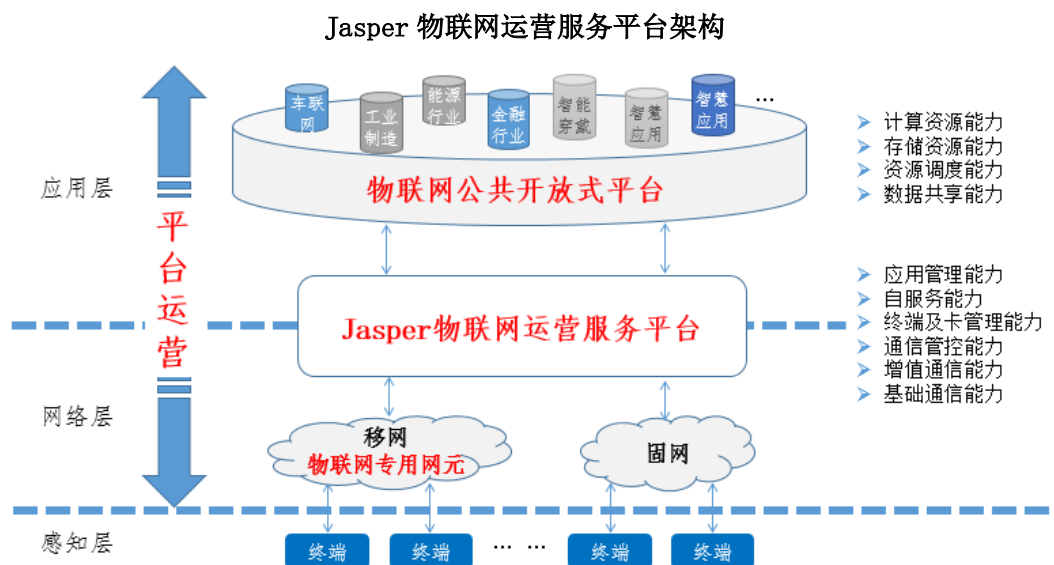 Jasper 物联网运营服务平台架构
车联
网
工业
制造
能源
行业
金融
行业
智能
穿戴
智慧
应用
智慧
应用
…
物联网公共开放式平台
计算资源能力
存储资源能力
资源调度能力
数据共享能力
应用层
平
台
运
营
Jasper物联网运营服务平台
应用管理能力
自服务能力
终端及卡管理能力
通信管控能力
增值通信能力
基础通信能力
网络层
移网
物联网专用网元
固网
感知层
终端
终端
… …
终端
终端